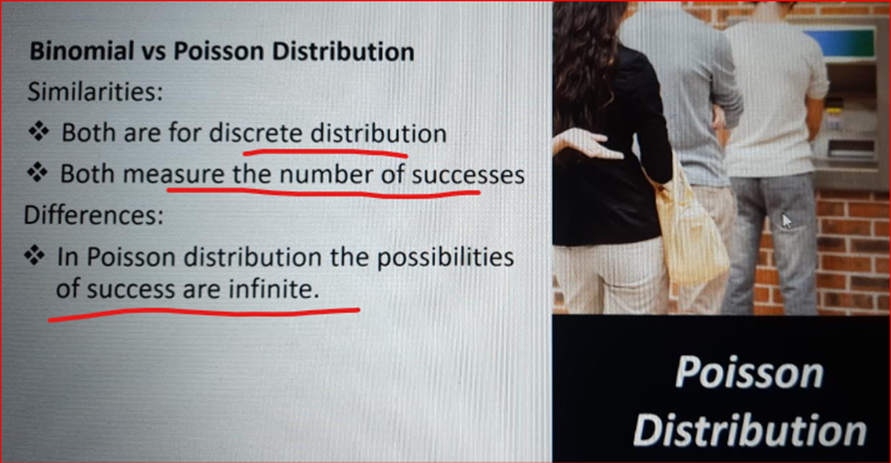 Binomial vs Poisson Distribution
Similarities:
❖ Both are for discrete distribution
❖ Both measure the number of successes
Differences:
❖ In Poisson distribution the possibilities
of success are infinite.
Poisson
Distribution